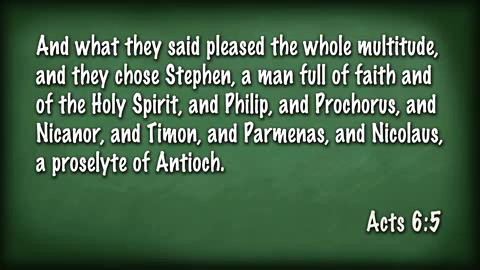 And what they said pleased the whole multitude,
and they chose Stephen, a man full of faith and
of the Holy Spirit, and Philip, and Prochorus, and
Nicanor, and Timon, and Parmenas, and Nicolaus,
a proselyte of Antioch.
Acts 6:5